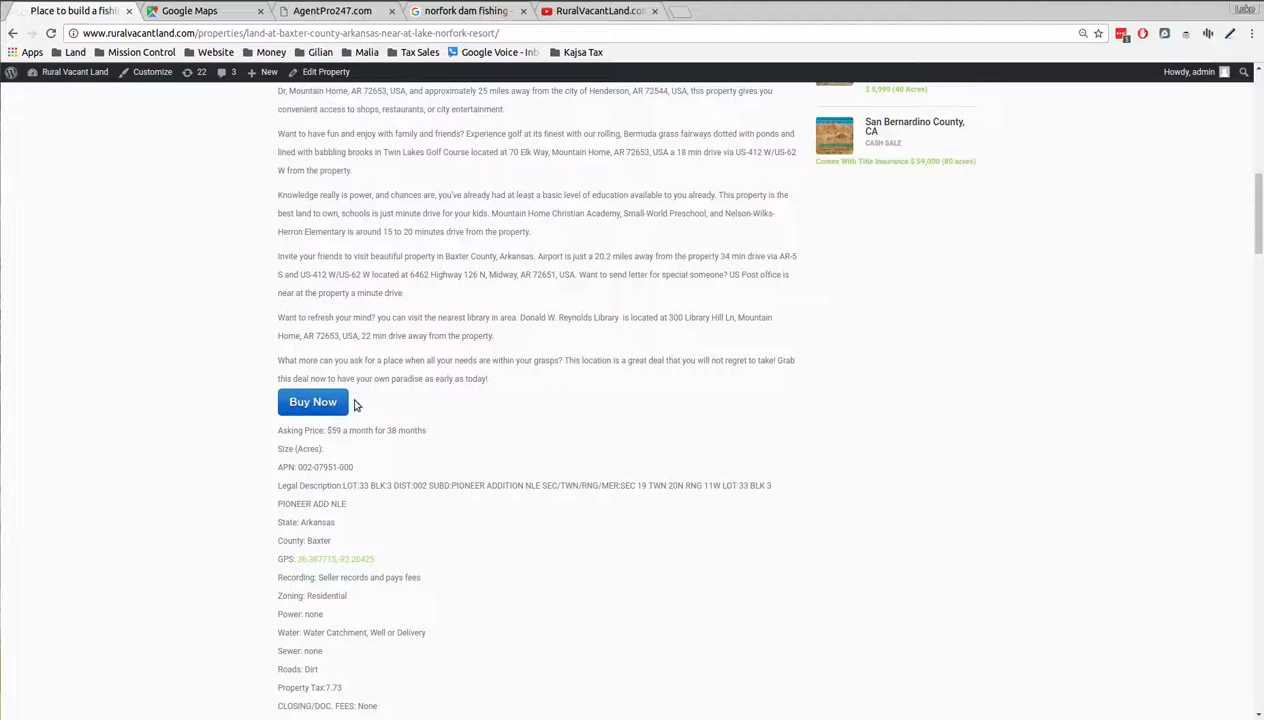 Place to build a fishi
Google Maps
AgentPro247.com
norfork dam fishing -
RuralVacantLand.co
www.ruralvacantland.com/properties/land-at-baxter-county-arkansas-near-at-lake-norfork-resort/
Apps Land Mission Control Website Money Gilian Malia Tax Sales Google Voice - Inb Kajsa Tax
Rural Vacant Land Customize 22 3 New Edit Property Howdy, admin
Dr, Mountain Home, AR 72653, USA, and approximately 25 miles away from the city of Henderson, AR 72544, USA, this property gives you
convenient access to shops, restaurants, or city entertainment.
Want to have fun and enjoy with family and friends? Experience golf at its finest with our rolling, Bermuda grass fairways dotted with ponds and
lined with babbling brooks in Twin Lakes Golf Course located at 70 Elk Way, Mountain Home, AR 72653, USA a 18 min drive via US-412 W/US-62
W from the property.
Knowledge really is power, and chances are, you've already had at least a basic level of education available to you already. This property is the
best land to own, schools is just minute drive for your kids. Mountain Home Christian Academy, Small-World Preschool, and Nelson-Wilks-
Herron Elementary is around 15 to 20 minutes drive from the property.
Invite your friends to visit beautiful property in Baxter County, Arkansas. Airport is just a 20.2 miles away from the property 34 min drive via AR-5
S and US-412 W/US-62 W located at 6462 Highway 126 N, Midway, AR 72651, USA. Want to send letter for special someone? US Post office is
near at the property a minute drive.
Want to refresh your mind? you can visit the nearest library in area. Donald W. Reynolds Library is located at 300 Library Hill Ln, Mountain
Home, AR 72653, USA, 22 min drive away from the property.
What more can you ask for a place when all your needs are within your grasps? This location is a great deal that you will not regret to take! Grab
this deal now to have your own paradise as early as today!
Buy Now
Asking Price: $59 a month for 38 months
Size (Acres):
APN: 002-07951-000
Legal Description:LOT:33 BLK:3 DIST:002 SUBD:PIONEER ADDITION NLE SEC/TWN/RNG/MER:SEC 19 TWN 20N RNG 11W LOT 33 BLK 3
PIONEER ADD NLE
State: Arkansas
County: Baxter
GPS: 36.387715,-92.20425
Recording: Seller records and pays fees
Zoning: Residential
Power: none
Water: Water Catchment, Well or Delivery
Sewer: none
Roads: Dirt
Property Tax:7.73
CLOSING/DOC. FEES: None
$ 8,999 (40 Acres)
San Bernardino County,
CA
CASH SALE
Comes With Title Insurance $ 59,000 (80 acres)